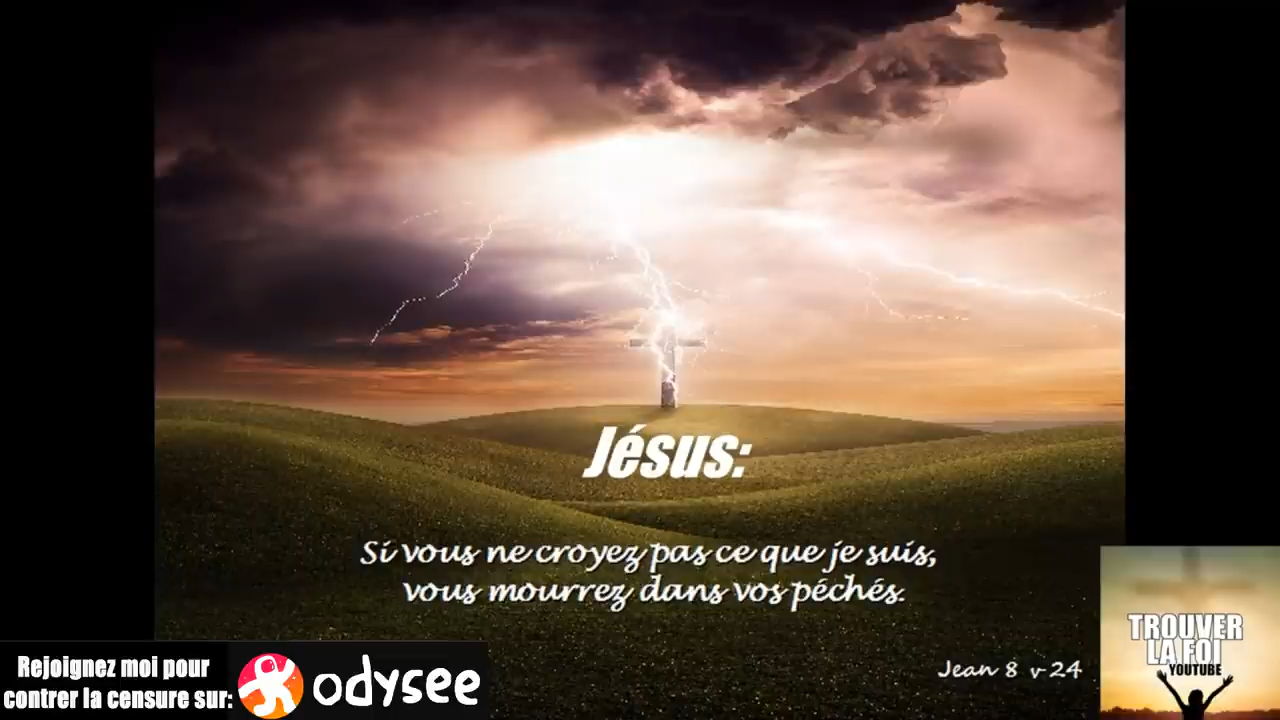 Jésus:
Si vous ne croyez pas ce que je suis,
vous mourrez dans vos péchés.
Jean 8 v 24
Rejoignez moi pour
contrer la censure sur:
odysee
TROUVER
LA FOI
YOUTUBE